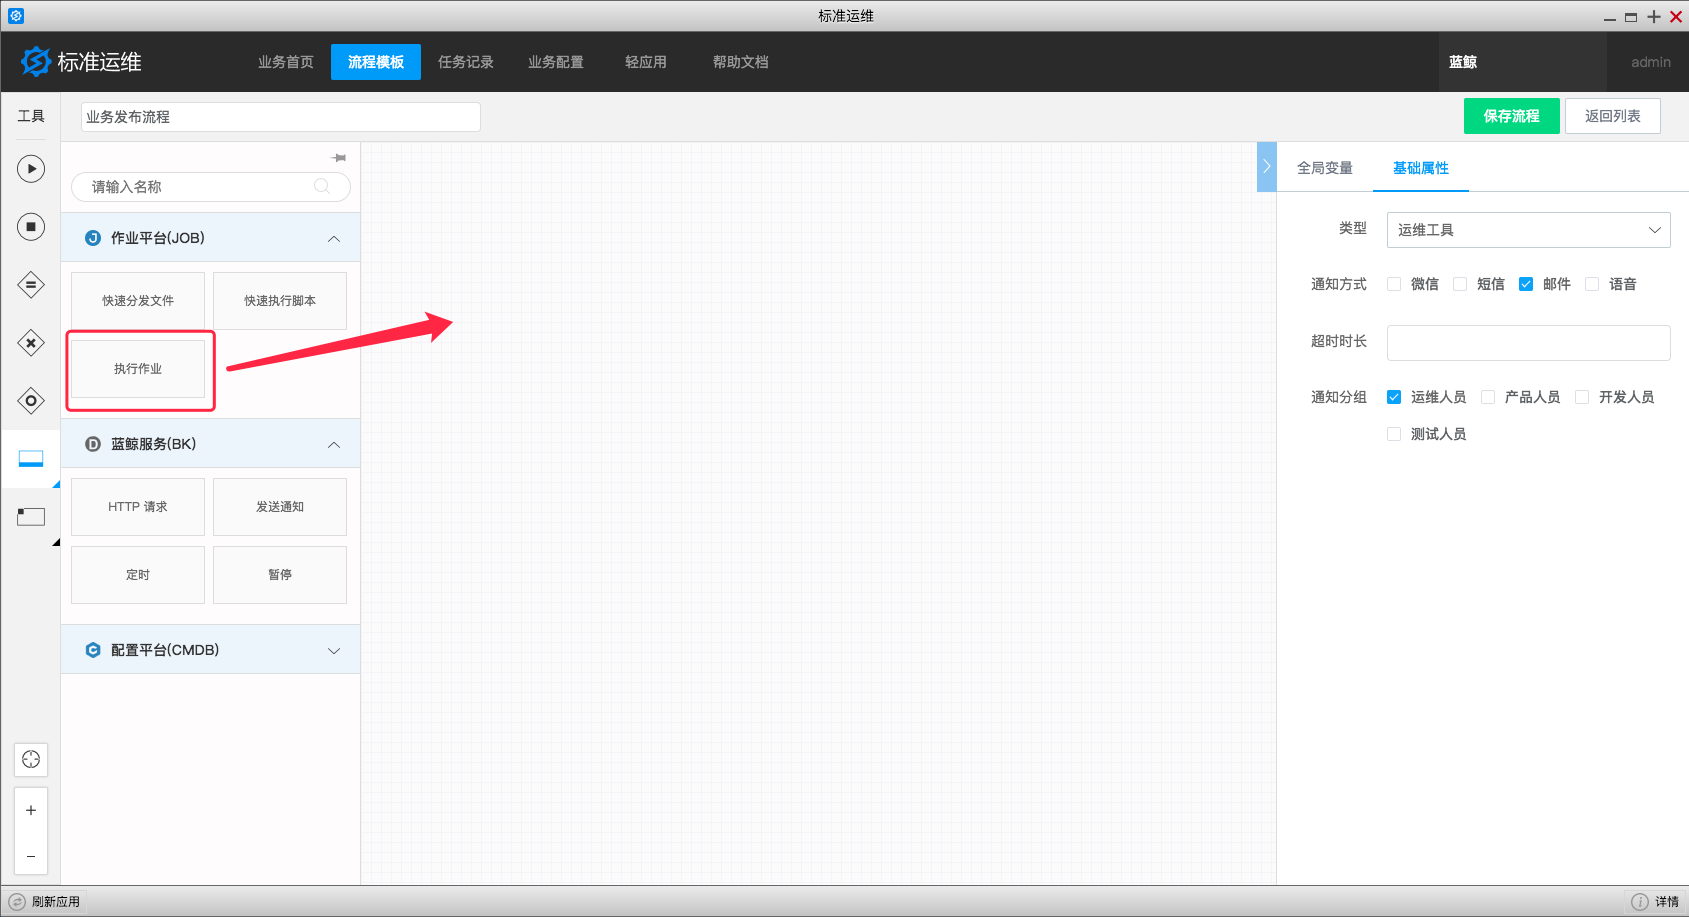 标准运维
标准运维
业务首页
流程模板
任务记录
业务配置
轻应用
帮助文档
蓝鲸
admin
工具
业务发布流程
保存流程
返回列表
请输入名称
作业平台(JOB)
快速分发文件
快速执行脚本
执行作业
蓝鲸服务(BK)
HTTP 请求
发送通知
定时
暂停
配置平台(CMDB)
全局变量
基础属性
类型
运维工具
通知方式
微信
短信
邮件
语音
超时时长
通知分组
运维人员
产品人员
开发人员
测试人员
刷新应用
详情